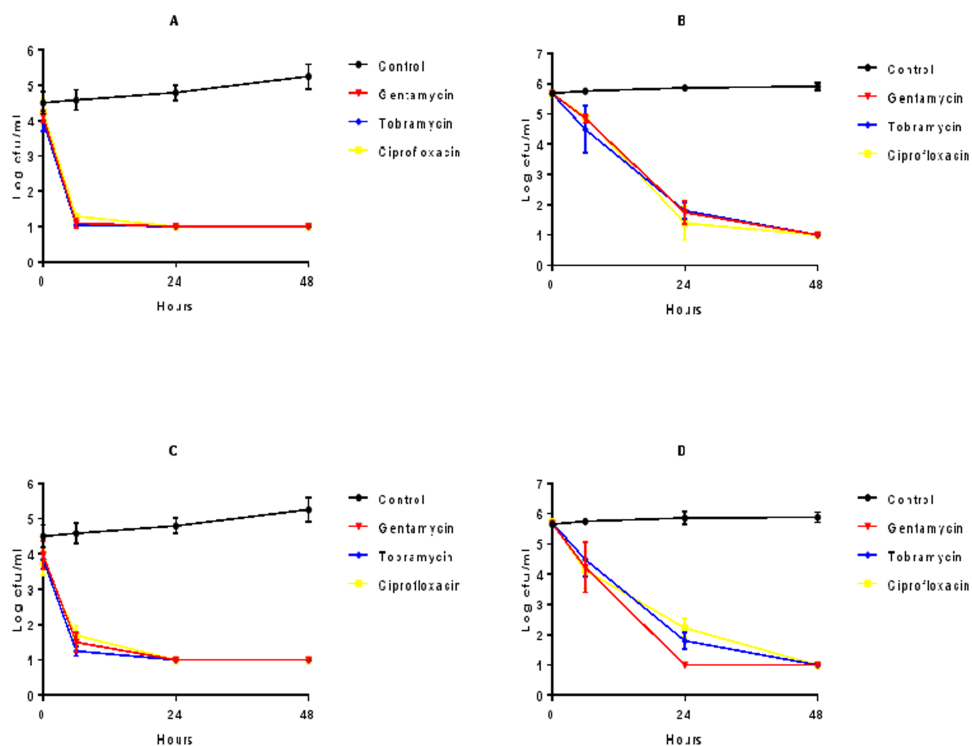 A
6
5
4
3
2
1
0
Log cfu/ml
0 24 48
Hours
Control
Gentamycin
Tobramycin
Ciprofloxacin
B
7
6
5
4
3
2
1
0
Log cfu/ml
0 24 48
Hours
Control
Gentamycin
Tobramycin
Ciprofloxacin
C
6
5
4
3
2
1
0
Log cfu/ml
0 24 48
Hours
Control
Gentamycin
Tobramycin
Ciprofloxacin
D
7
6
5
4
3
2
1
0
Log cfu/ml
0 24 48
Hours
Control
Gentamycin
Tobramycin
Ciprofloxacin